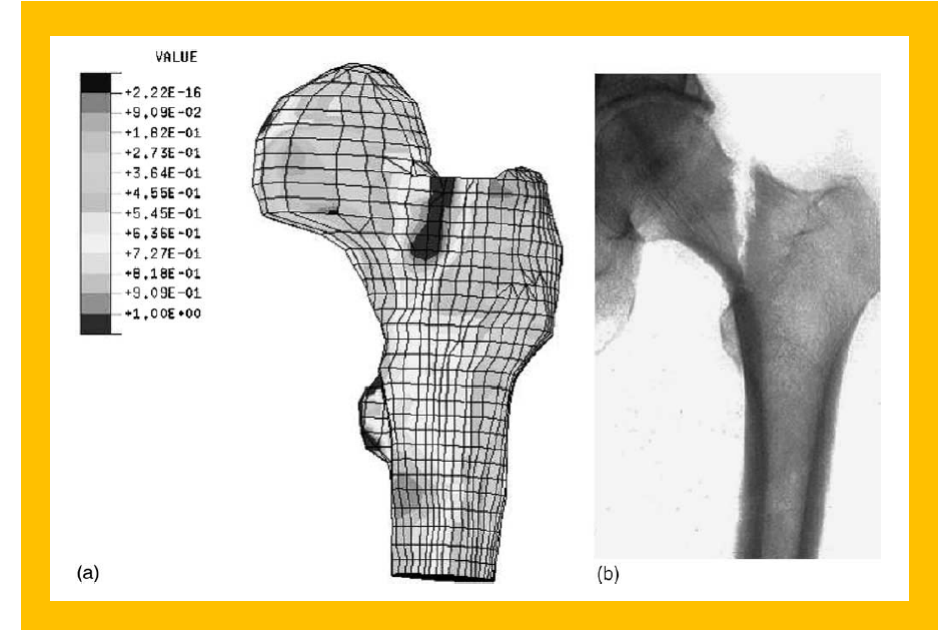 VALUE
+2.22E-16
+9.09E-02
+1.82E-01
+2.73E-01
+3.64E-01
+4.55E-01
+5.45E-01
+6.36E-01
+7.27E-01
+8.18E-01
+9.09E-01
+1.00E+00
(a)
(b)